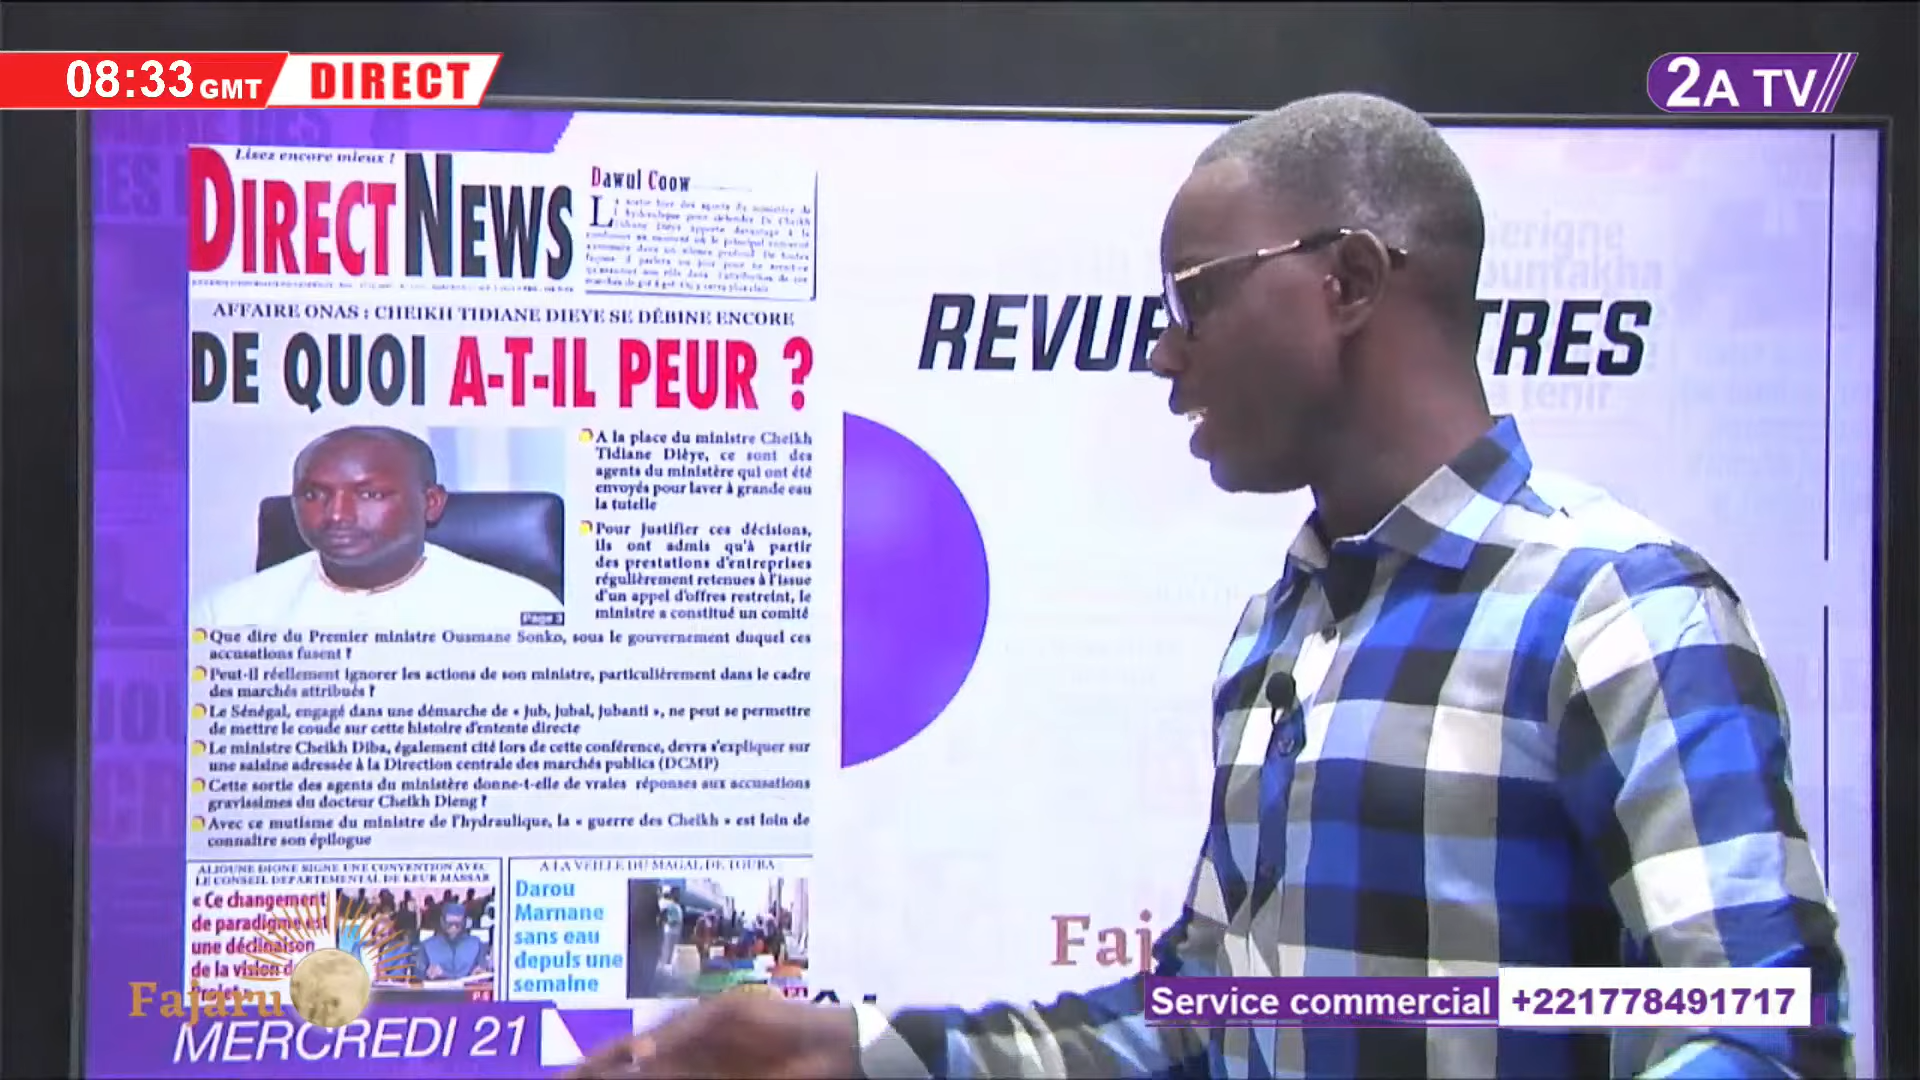 08:33 GMT DIRECT
2A TV
Lisez encore mieux !
DIRECT NEWS
Dawul Coow
AFFAIRE ONAS : CHEIKH TIDIANE DIEYE SE DÉBINE ENCORE
DE QUOI A-T-IL PEUR ?
A la place du ministre Cheikh
Tidiane Dièye, ce sont des
agents du ministère qui ont été
envoyés pour laver à grande eau
la tutelle
Pour justifier ces décisions,
ils ont admis qu'à partir
des prestations d'entreprises
régulièrement retenues à l'issue
d'un appel d'offres restreint, le
ministre a constitué un comité
Page 3
Que dire du Premier ministre Ousmane Sonko, sous le gouvernement duquel ces
accusations fusent ?
Peut-il réellement ignorer les actions de son ministre, particulièrement dans le cadre
des marchés attribués ?
Le Sénégal, engagé dans une démarche de « Jub, Jubal, Jubanti », ne peut se permettre
de mettre le coude sur cette histoire d'entente directe
Le ministre Cheikh Diba, également cité lors de cette conférence, devra s'expliquer sur
une saisine adressée à la Direction centrale des marchés publics (DCMP)
Cette sortie des agents du ministère donne-t-elle de vraies réponses aux accusations
gravissimes du docteur Cheikh Dieng ?
Avec ce mutisme du ministre de l'hydraulique, la « guerre des Cheikh » est loin de
connaître son épilogue
ALIOUNE DIONE SIGNE UNE CONVENTION AVEC
LE CONSEIL DEPARTEMENTAL DE KEUR MASSAR
« Ce changement
de paradigme est
une déclinaison
de la vision d
A LA VEILLE DU MAGAL DE TOUBA
Darou
Marnane
sans eau
depuis une
semaine
REVUE TRES
erigne
ountakha
a tenir
Faj
Fajaru
MERCREDI 21
Service commercial +221778491717